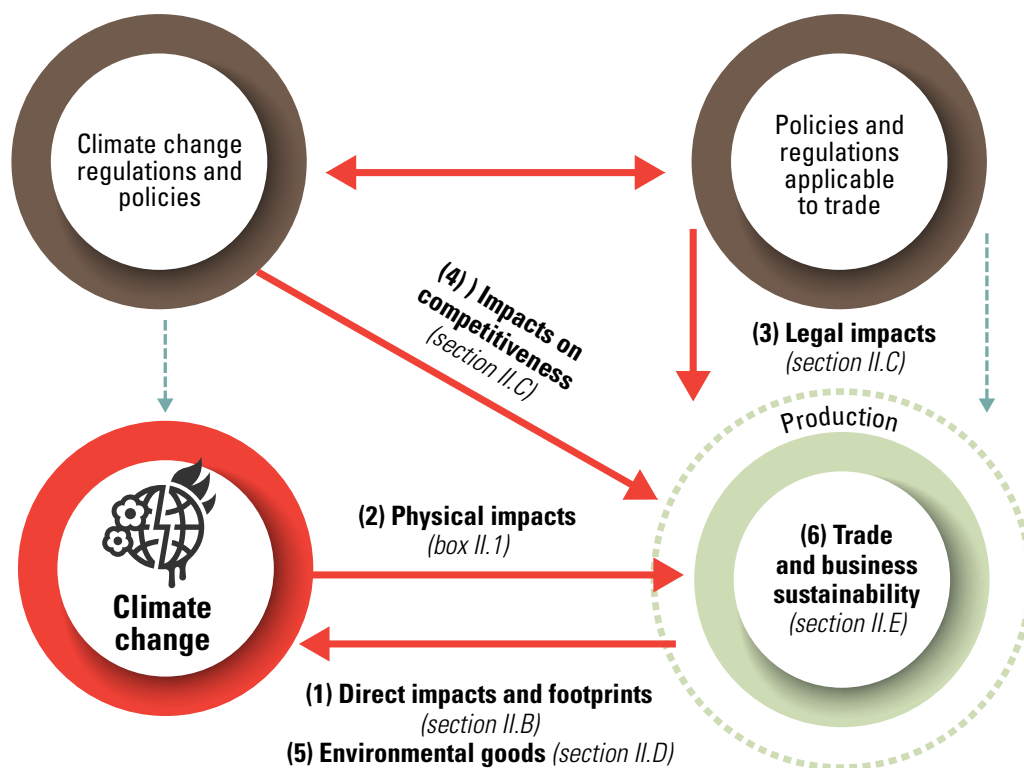 Climate change
regulations and
policies
Policies and
regulations
applicable
to trade
(4) ) Impacts on
competitiveness
(section II.C)
(3) Legal impacts
(section II.C)
Production
(2) Physical impacts
(box II.1)
Climate
change
(6) Trade
and business
sustainability
(section II.E)
(1) Direct impacts and footprints
(section II.B)
(5) Environmental goods (section II.D)